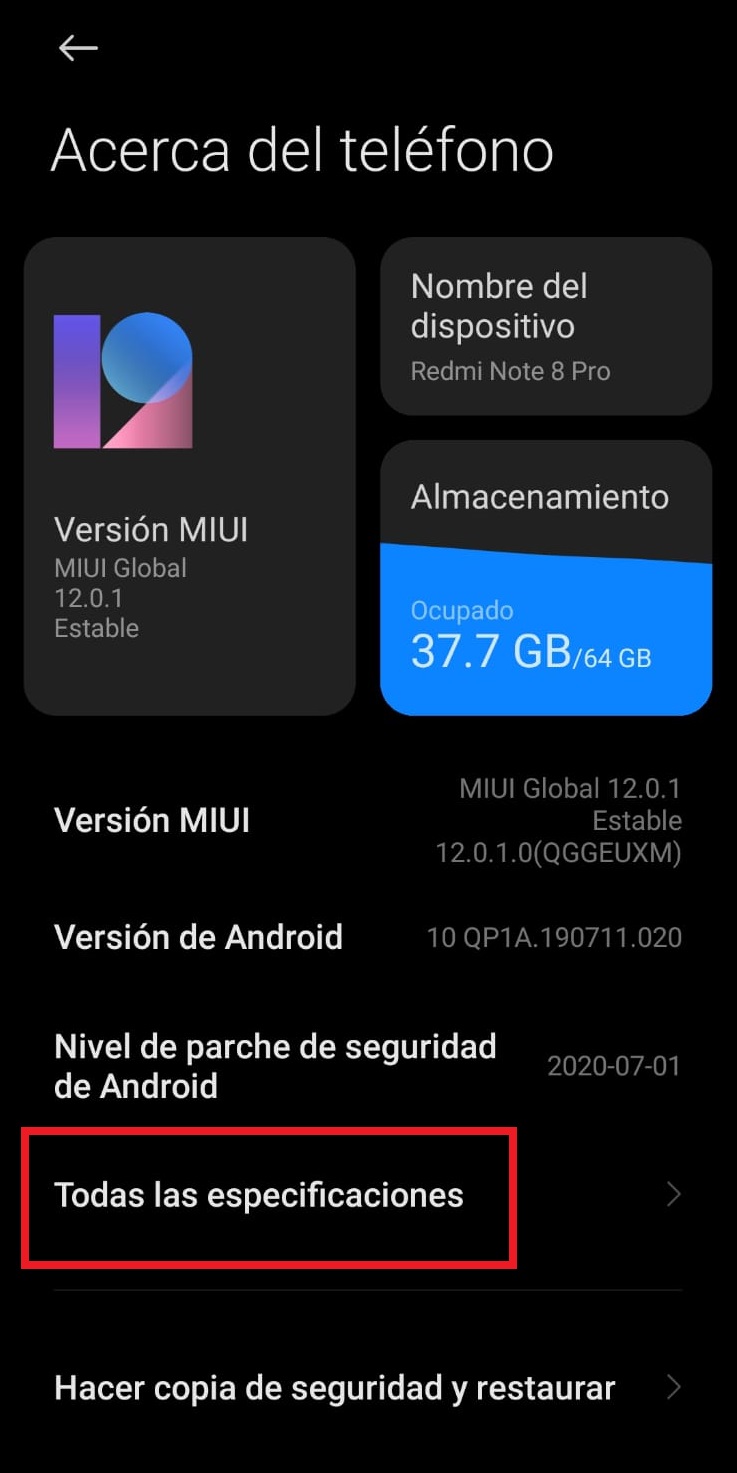 Acerca del teléfono
Nombre del
dispositivo
Redmi Note 8 Pro
Versión MIUI
MIUI Global
12.0.1
Estable
Almacenamiento
Ocupado
37.7 GB/64 GB
Versión MIUI
MIUI Global 12.0.1
Estable
12.0.1.0(QGGEUXM)
Versión de Android
10 QP1A.190711.020
Nivel de parche de seguridad
de Android
2020-07-01
Todas las especificaciones
Hacer copia de seguridad y restaurar